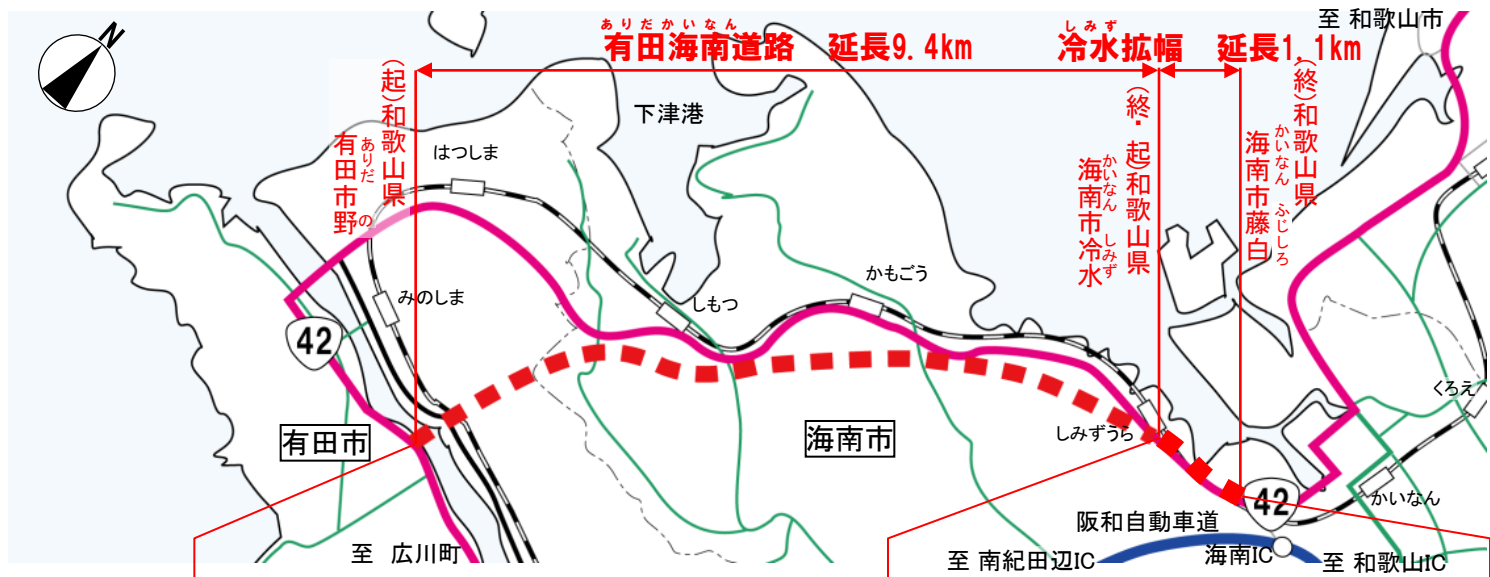 N
至 和歌山市
ありだかいなん
有田海南道路 延長9.4km
しみず
冷水拡幅 延長1.1km
(起)和歌山県
有田市野
ありだ の
(終・起)和歌山県
海南市冷水
かいなん しみず
(終)和歌山県
海南市藤白
かいなん ふじしろ
下津港
はつしま
みのしま
しもつ
かもごう
しみずうら
くろえ
かいなん
42
有田市
海南市
42
至 広川町
阪和自動車道
至 南紀田辺IC
海南IC
至 和歌山IC